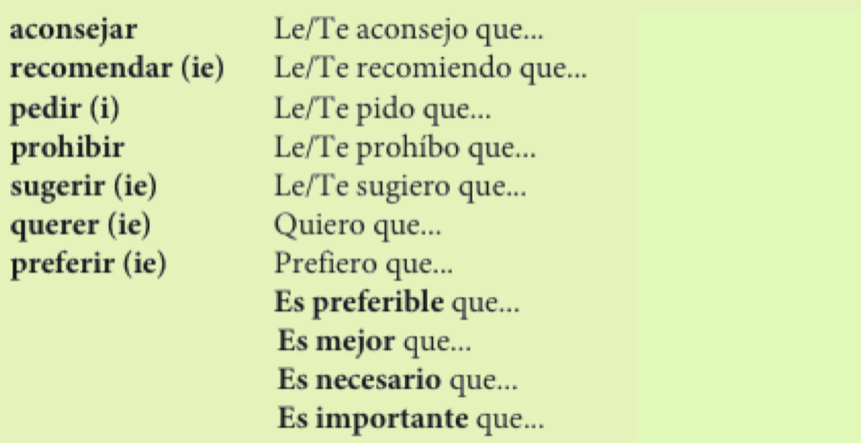 aconsejar Le/Te aconsejo que...
recomendar (ie) Le/Te recomiendo que...
pedir (i) Le/Te pido que...
prohibir Le/Te prohíbo que...
sugerir (ie) Le/Te sugiero que...
querer (ie) Quiero que...
preferir (ie) Prefiero que...
Es preferible que...
Es mejor que...
Es necesario que...
Es importante que...